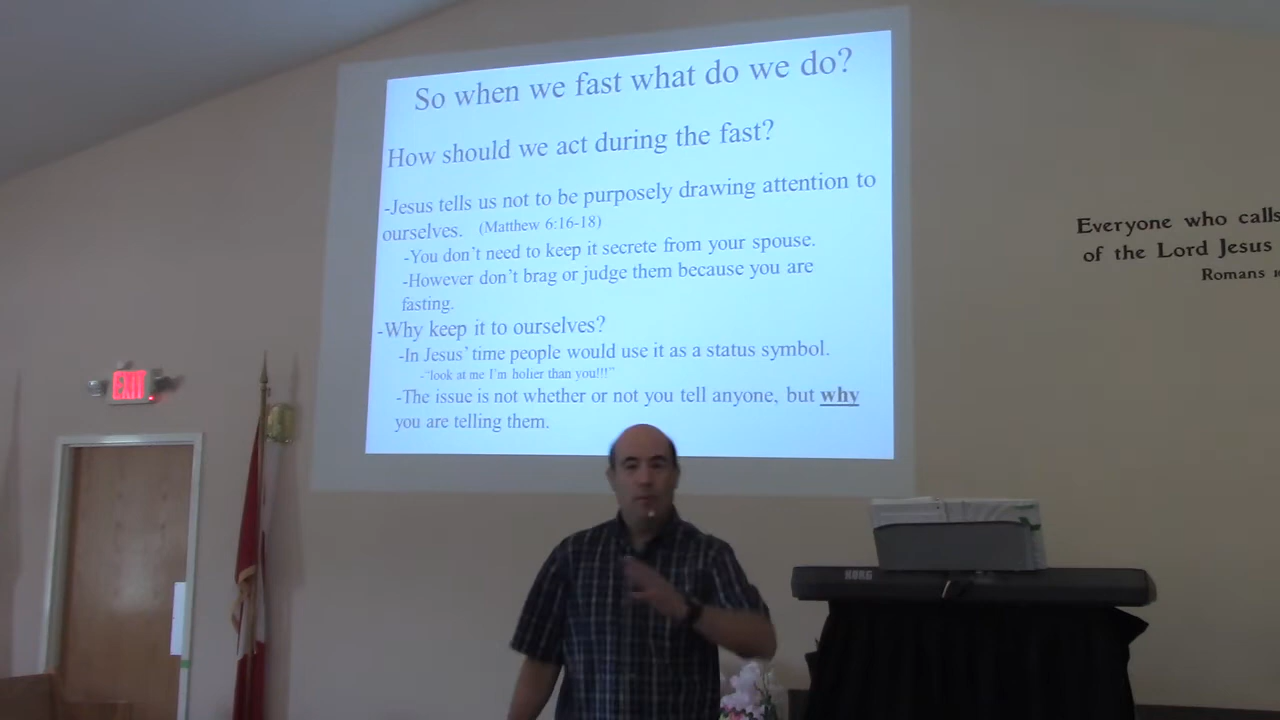 So when we fast what do we do?
How should we act during the fast?
-Jesus tells us not to be purposely drawing attention to
ourselves. (Matthew 6:16-18)
-You don't need to keep it secrete from your spouse.
-However don't brag or judge them because you are
fasting.
-Why keep it to ourselves?
-In Jesus' time people would use it as a status symbol.
-"look at me I'm holier than you!!!"
-The issue is not whether or not you tell anyone, but why
you are telling them.
Everyone who calls
of the Lord Jesus
Romans
EXIT
KORG